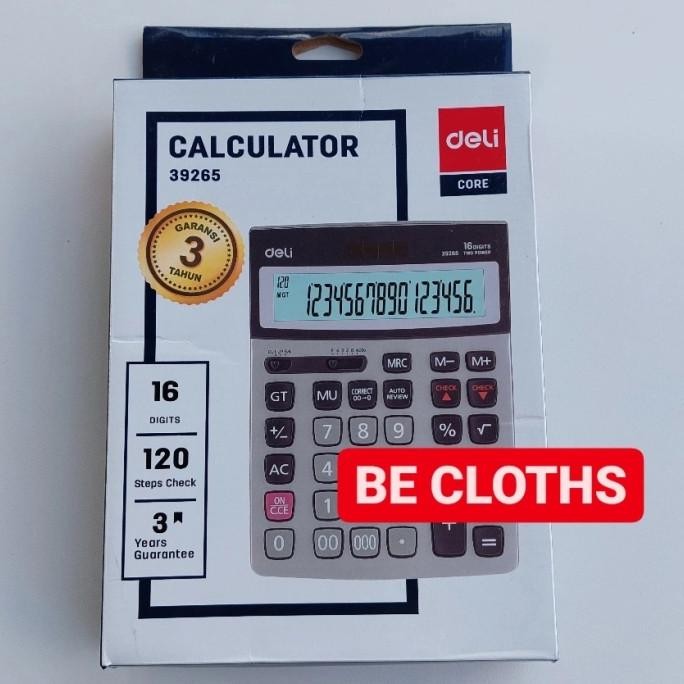 CALCULATOR
39265
deli
CORE
GARANSI
3
TAHUN
deli
16 DIGITS
39265 TWO POWER
120
MGT
1234567890123456.
MRC M− M+
GT MU CORRECT 00→0 AUTO REVIEW CHECK ▲ CHECK ▼
+/− 7 8 9 % √
AC 4
ON C.CE 1
0 00 000 · + =
16
DIGITS
120
Steps Check
3
Years
Guarantee
BE CLOTHS